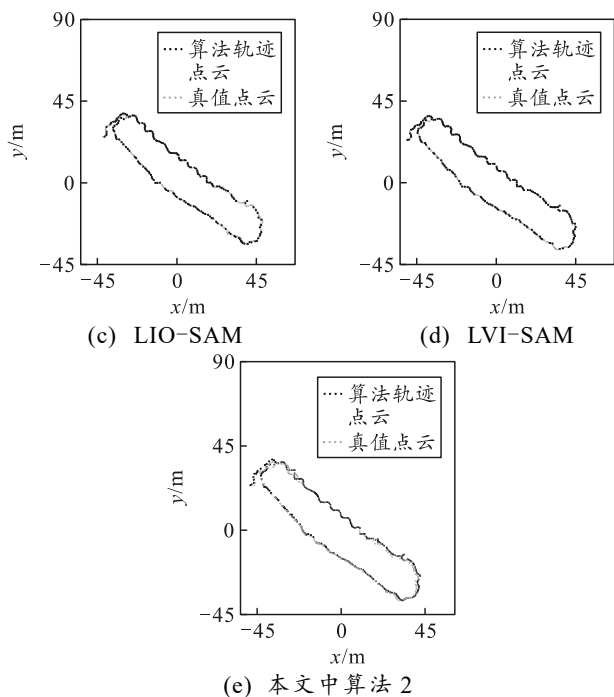 90
45
0
−45
y/m
算法轨迹
点云
真值点云
−45 0 45
x/m
(c) LIO−SAM
90
45
0
−45
y/m
算法轨迹
点云
真值点云
−45 0 45
x/m
(d) LVI−SAM
90
45
0
−45
y/m
算法轨迹
点云
真值点云
−45 0 45
x/m
(e) 本文中算法 2